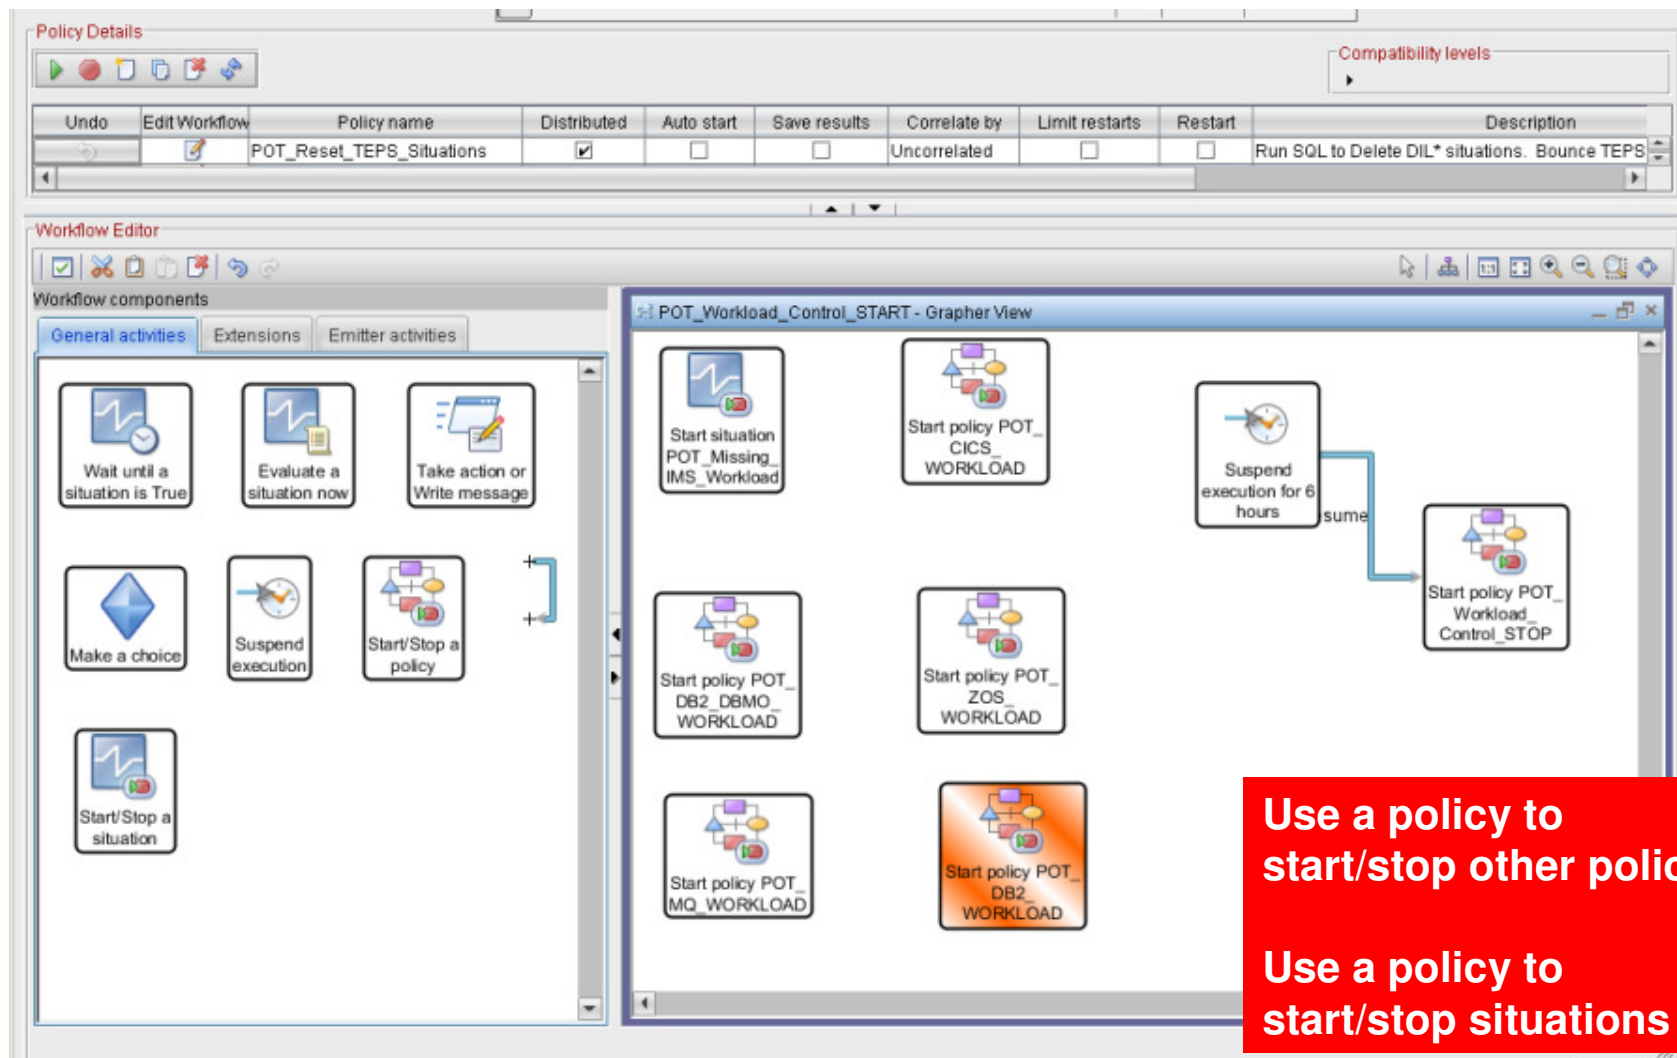 Policy Details
Compatibility levels
Undo Edit Workflow Policy name Distributed Auto start Save results Correlate by Limit restarts Restart Description
POT_Reset_TEPS_Situations Uncorrelated Run SQL to Delete DIL* situations. Bounce TEPS
Workflow Editor
Workflow components
General activities Extensions Emitter activities
Wait until a
situation is True
Evaluate a
situation now
Take action or
Write message
Make a choice
Suspend
execution
Start/Stop a
policy
Start/Stop a
situation
POT_Workload_Control_START - Grapher View
Start situation
POT_Missing_
IMS_Workload
Start policy POT_
CICS_
WORKLOAD
Suspend
execution for 6
hours
sume
Start policy POT_
Workload_
Control_STOP
Start policy POT_
DB2_DBMO_
WORKLOAD
Start policy POT_
ZOS_
WORKLOAD
Start policy POT_
MQ_WORKLOAD
Start policy POT_
DB2_
WORKLOAD
Use a policy to
start/stop other polic
Use a policy to
start/stop situations